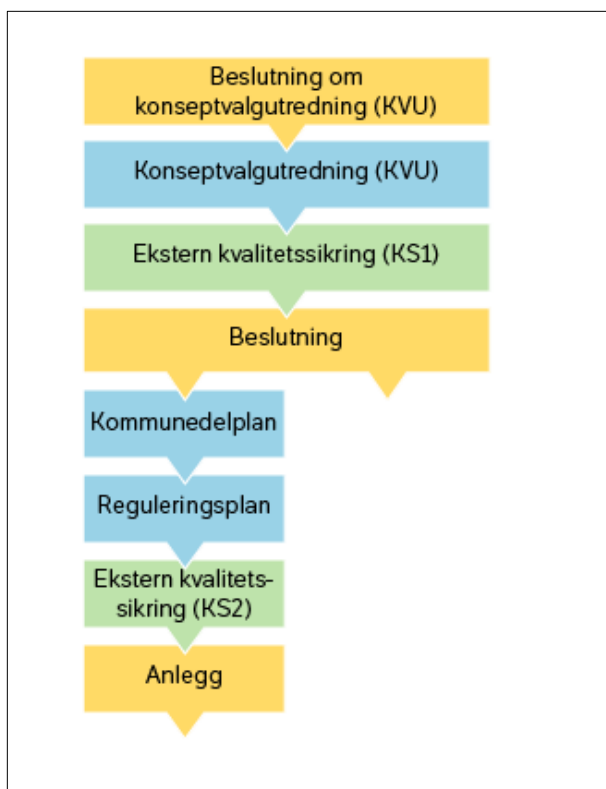 Beslutning om
konseptvalgutredning (KVU)
Konseptvalgutredning (KVU)
Ekstern kvalitetssikring (KS1)
Beslutning
Kommunedelplan
Reguleringsplan
Ekstern kvalitets-
sikring (KS2)
Anlegg